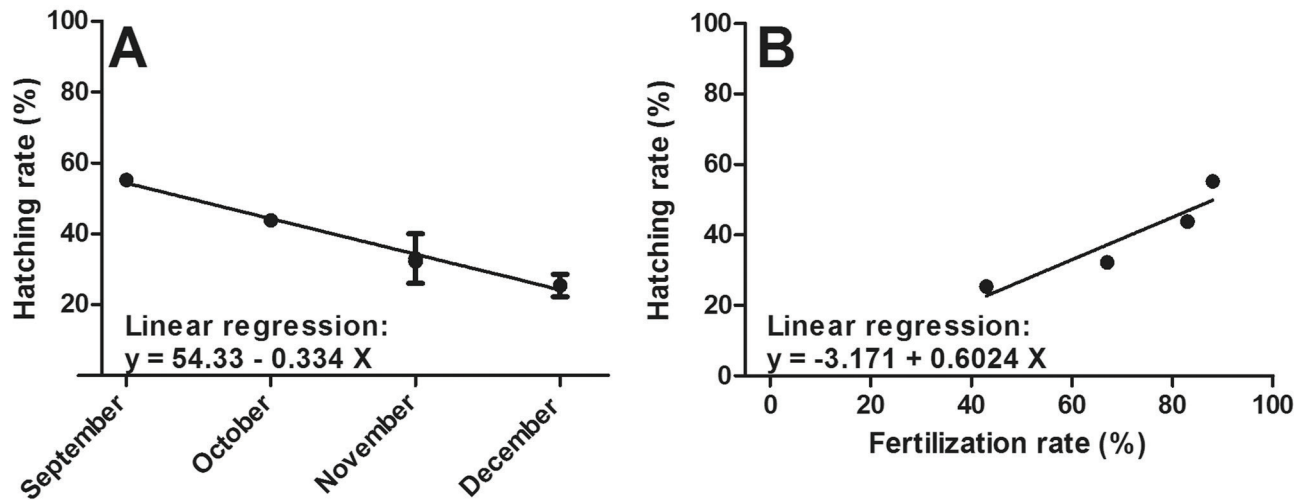 A
Hatching rate (%)
100
80
60
40
20
Linear regression:
y = 54.33 - 0.334 X
September
October
November
December
B
Hatching rate (%)
100
80
60
40
20
0
Linear regression:
y = -3.171 + 0.6024 X
0 20 40 60 80 100
Fertilization rate (%)